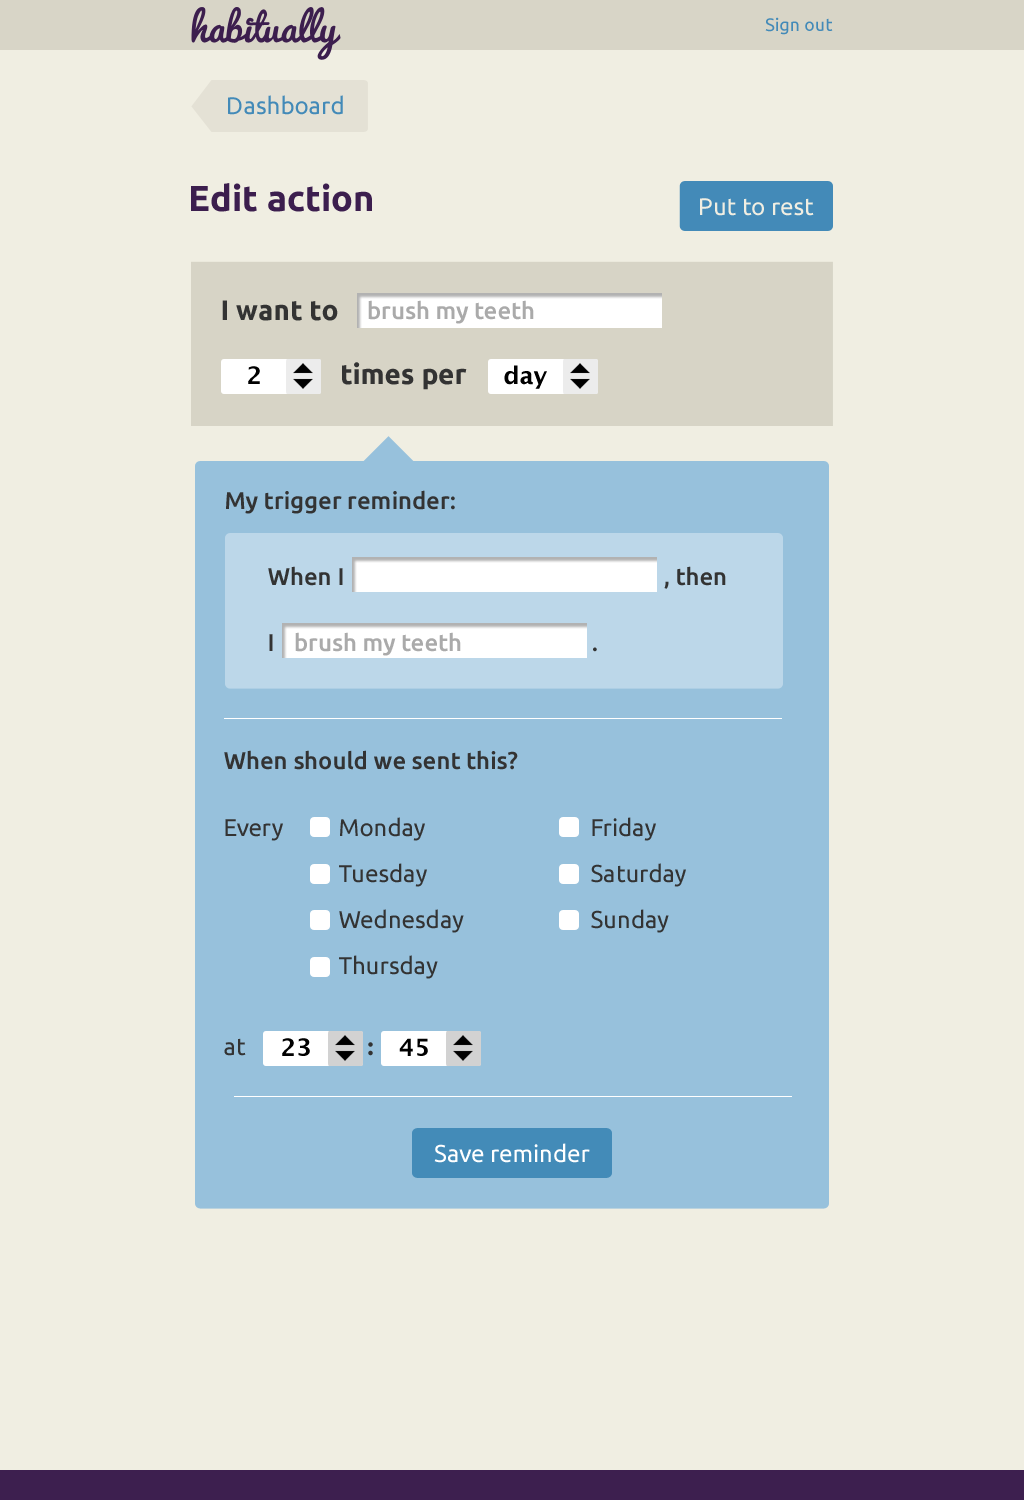 habitually
Sign out
Dashboard
Edit action
Put to rest
I want to brush my teeth
2 times per day
My trigger reminder:
When I , then
I brush my teeth .
When should we sent this?
Every Monday Friday
Tuesday Saturday
Wednesday Sunday
Thursday
at 23 : 45
Save reminder